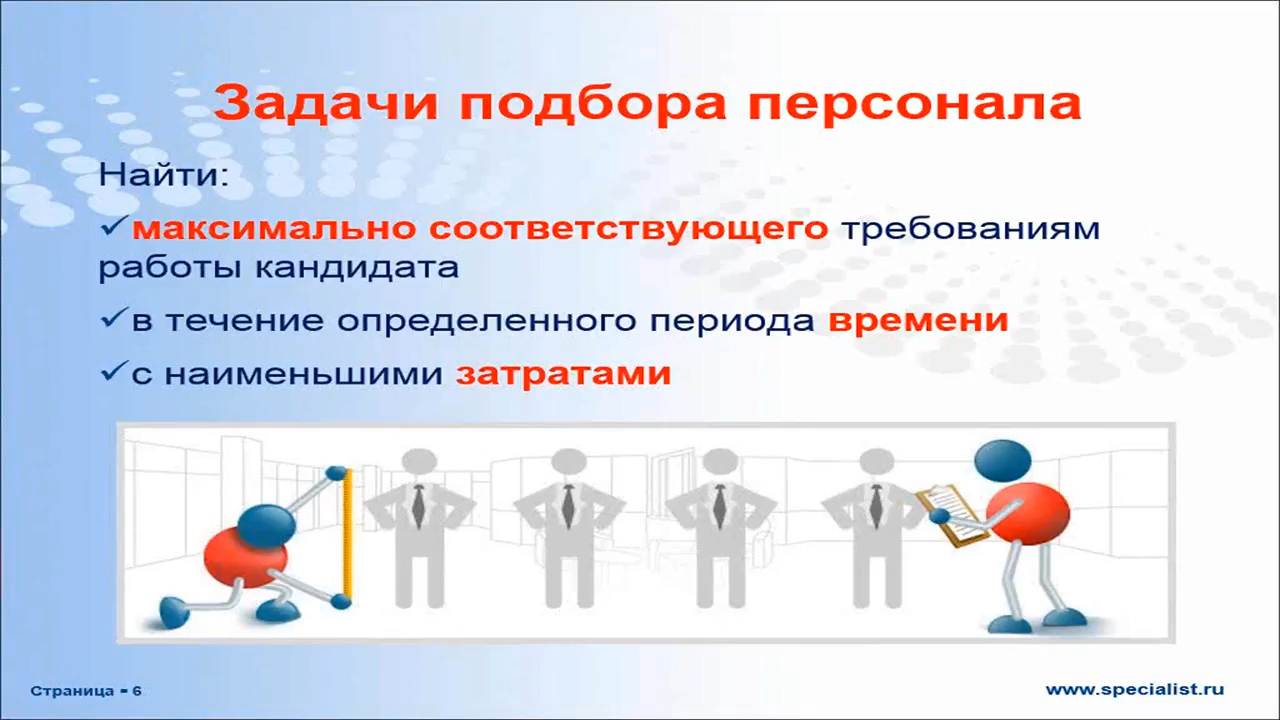 Задачи подбора персонала
Найти:
✓максимально соответствующего требованиям
работы кандидата
✓в течение определенного периода времени
✓с наименьшими затратами
Страница - 6
www.specialist.ru